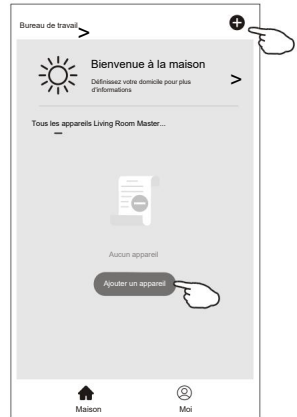 Bureau de travail >
Bienvenue à la maison
Définissez votre domicile pour plus
d'informations
>
Tous les appareils Living Room Master...
Aucun appareil
Ajouter un appareil
Maison
Moi